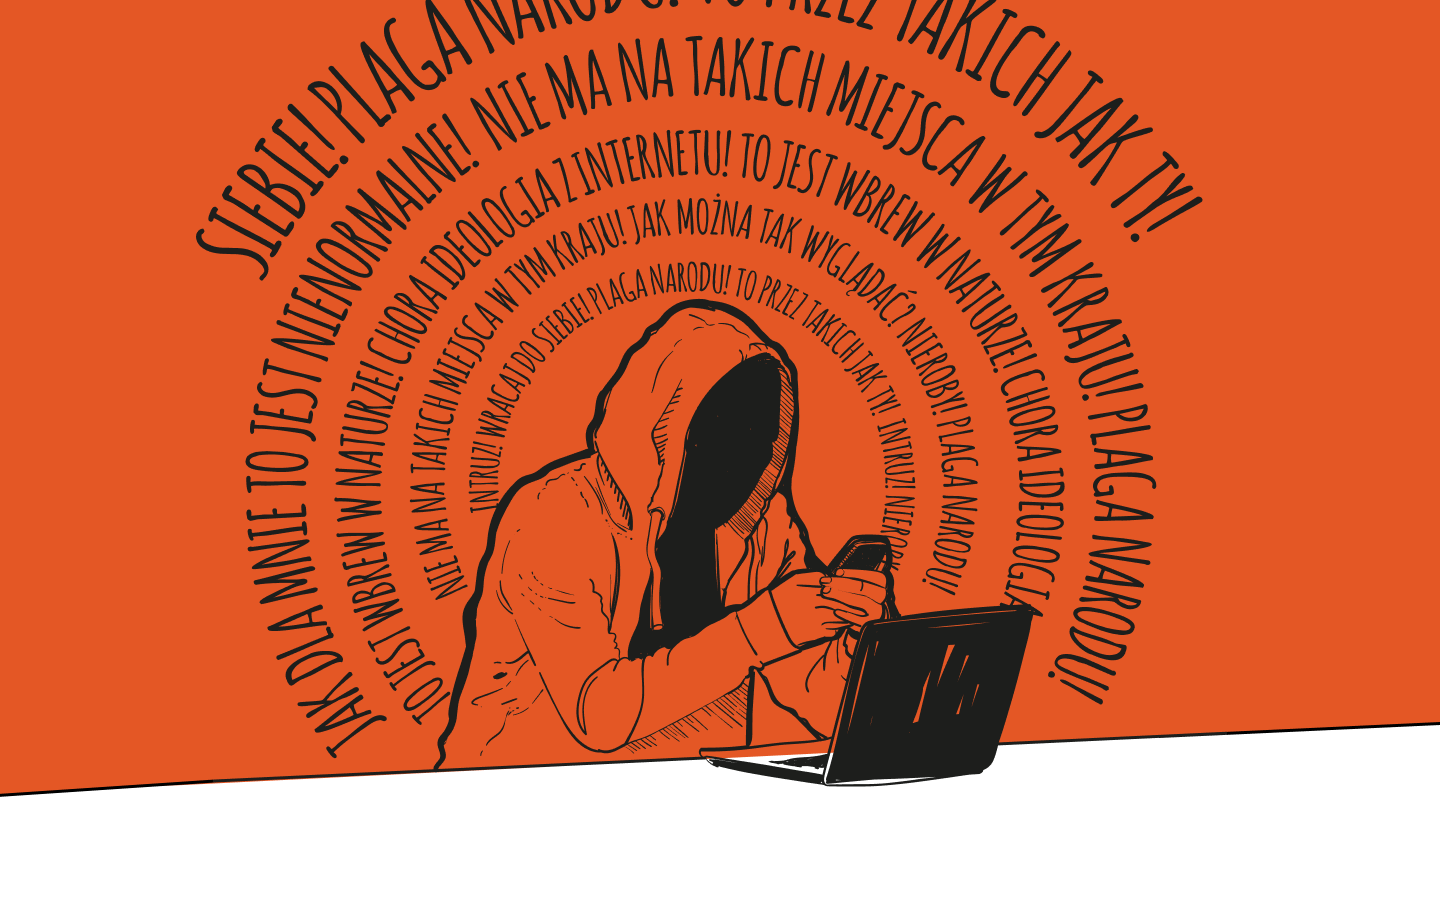 SIEBIE! PLAGA NARODU! TO PRZEZ TAKICH JAK TY!
JAK DLA MNIE TO JEST NIENORMALNE! NIE MA NA TAKICH MIEJSCA W TYM KRAJU! PLAGA NARODU!
TO JEST WBREW W NATURZE! CHORA IDEOLOGIA Z INTERNETU! TO JEST WBREW W NATURZE! CHORA IDEOLOGIA
NIE MA NA TAKICH MIEJSCA W TYM KRAJU! JAK MOŻNA TAK WYGLĄDAĆ? NIEROBY! PLAGA NARODU!
INTRUZ! WRACAJ DO SIEBIE! PLAGA NARODU! TO PRZEZ TAKICH JAK TY! INTRUZ!